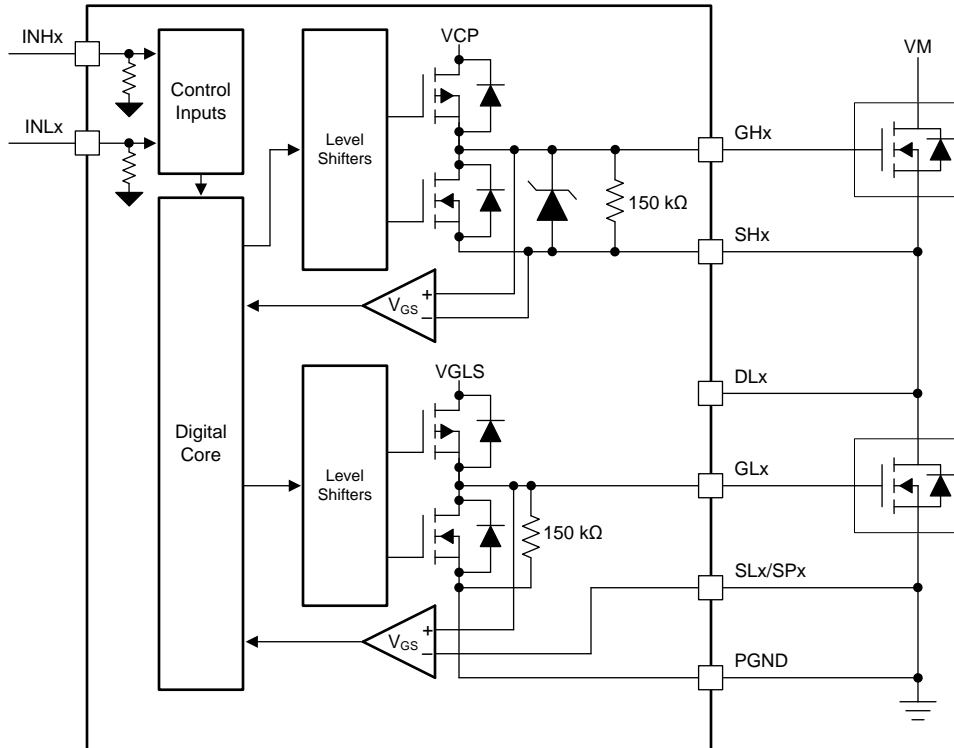 INHx
INLx
Control
Inputs
VCP
VM
Level
Shifters
GHx
150 kΩ
SHx
VGS
+
−
Digital
Core
VGLS
DLx
Level
Shifters
GLx
150 kΩ
SLx/SPx
VGS
+
−
PGND